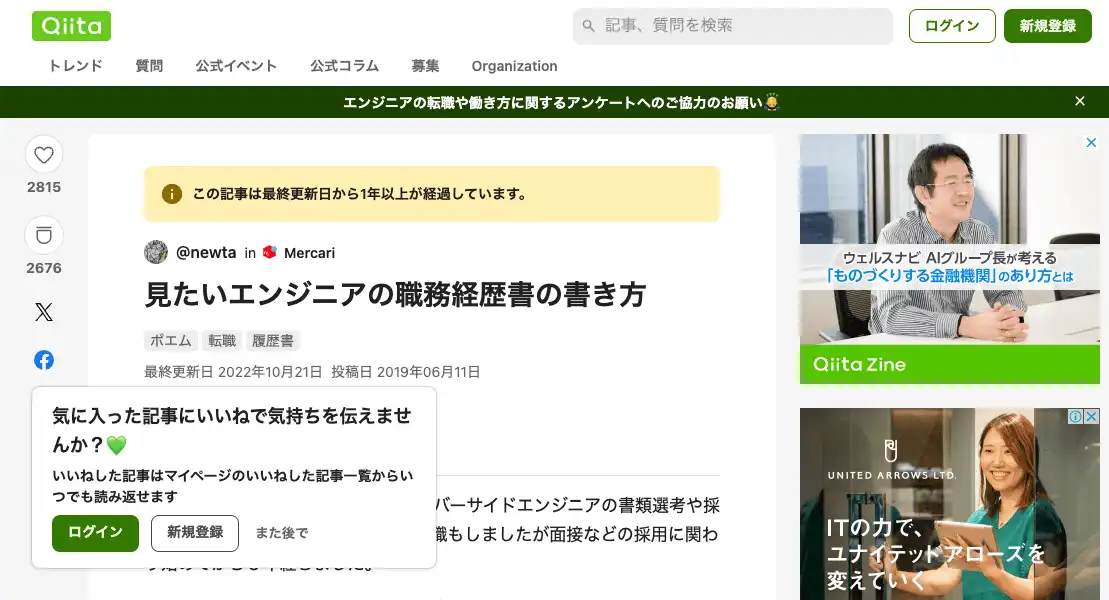 Qiita
記事、質問を検索
ログイン
新規登録
トレンド
質問
公式イベント
公式コラム
募集
Organization
エンジニアの転職や働き方に関するアンケートへのご協力のお願い
2815
2676
この記事は最終更新日から1年以上が経過しています。
@newta in Mercari
見たいエンジニアの職務経歴書の書き方
ポエム 転職 履歴書
最終更新日 2022年10月21日 投稿日 2019年06月11日
バーサイドエンジニアの書類選考や採
職もしましたが面接などの採用に関わ
気に入った記事にいいねで気持ちを伝えませ
んか？💚
いいねした記事はマイページのいいねした記事一覧からい
つでも読み返せます
ログイン
新規登録
また後で
ウェルスナビ AIグループ長が考える
「ものづくりする金融機関」のあり方とは
Qiita Zine
UNITED ARROWS LTD.
ITの力で、
ユナイテッドアローズを
変えていく